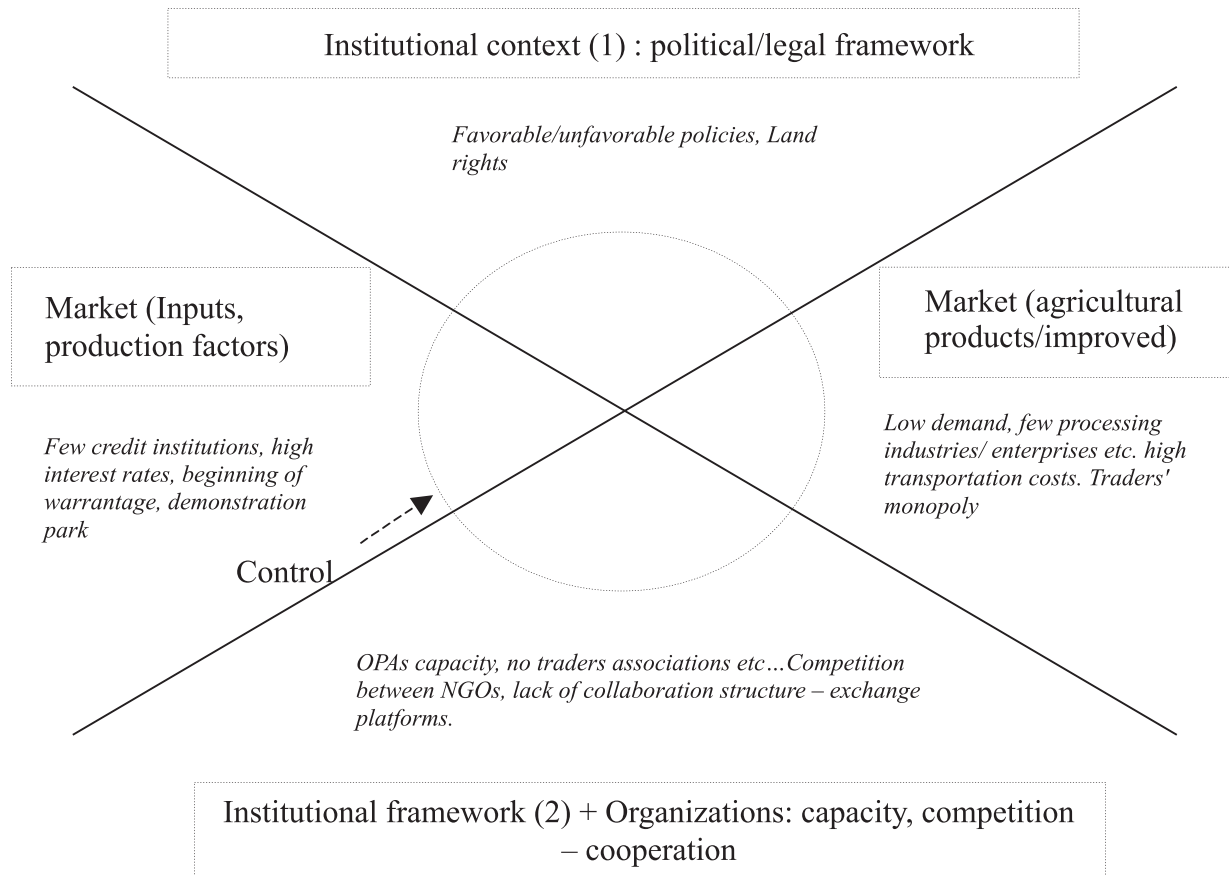 Institutional context (1) : political/legal framework
Favorable/unfavorable policies, Land
rights
Market (Inputs,
production factors)
Market (agricultural
products/improved)
Few credit institutions, high
interest rates, beginning of
warrantage, demonstration
park
Low demand, few processing
industries/ enterprises etc. high
transportation costs. Traders'
monopoly
Control
OPAs capacity, no traders associations etc…Competition
between NGOs, lack of collaboration structure – exchange
platforms.
Institutional framework (2) + Organizations: capacity, competition
– cooperation